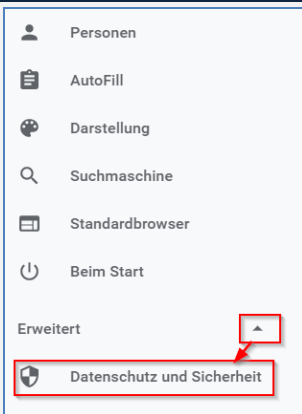 Personen
AutoFill
Darstellung
Suchmaschine
Standardbrowser
Beim Start
Erweitert
Datenschutz und Sicherheit